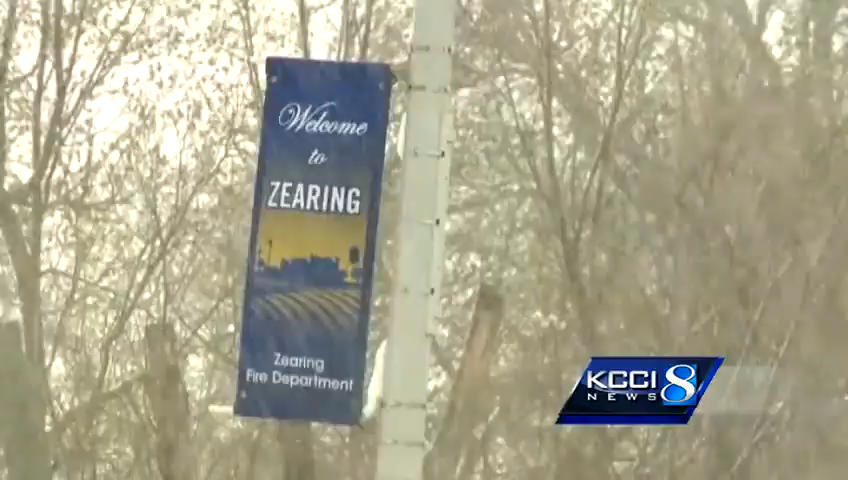 Welcome
to
ZEARING
Zearing
Fire Department
KCCI 8
NEWS